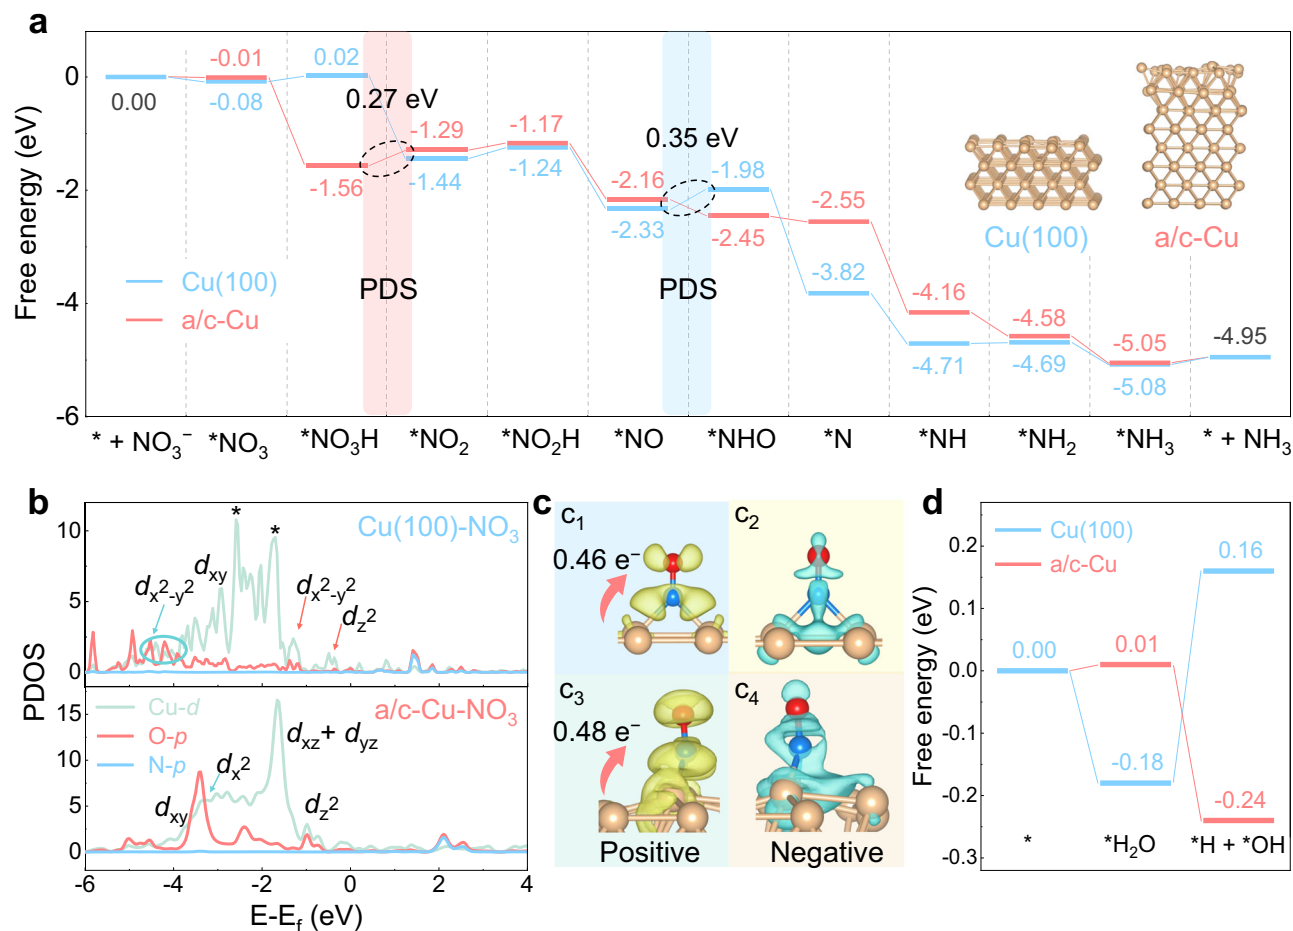 a
Free energy (eV)
0
-2
-4
-6
0.00
-0.01
-0.08
0.02
-1.56
0.27 eV
-1.29
-1.44
-1.17
-1.24
-2.16
-2.33
0.35 eV
-1.98
-2.45
-2.55
-3.82
-4.16
-4.71
-4.58
-4.69
-5.05
-5.08
-4.95
PDS
PDS
Cu(100)
a/c-Cu
Cu(100)
a/c-Cu
* + NO₃⁻
*NO₃
*NO₃H
*NO₂
*NO₂H
*NO
*NHO
*N
*NH
*NH₂
*NH₃
* + NH₃
b
PDOS
10
5
0
Cu(100)-NO₃
*
*
dxy
dx²-y²
dx²-y²
dz²
15
10
5
0
a/c-Cu-NO₃
Cu-d
O-p
N-p
dxz + dyz
dx²
dxy
dz²
-6 -4 -2 0 2 4
E-Ef (eV)
c
c₁
0.46 e⁻
c₂
c₃
0.48 e⁻
c₄
Positive
Negative
d
Free energy (eV)
0.2
0.1
0.0
-0.1
-0.2
-0.3
Cu(100)
a/c-Cu
0.16
0.00
0.01
-0.18
-0.24
*
*H₂O
*H + *OH